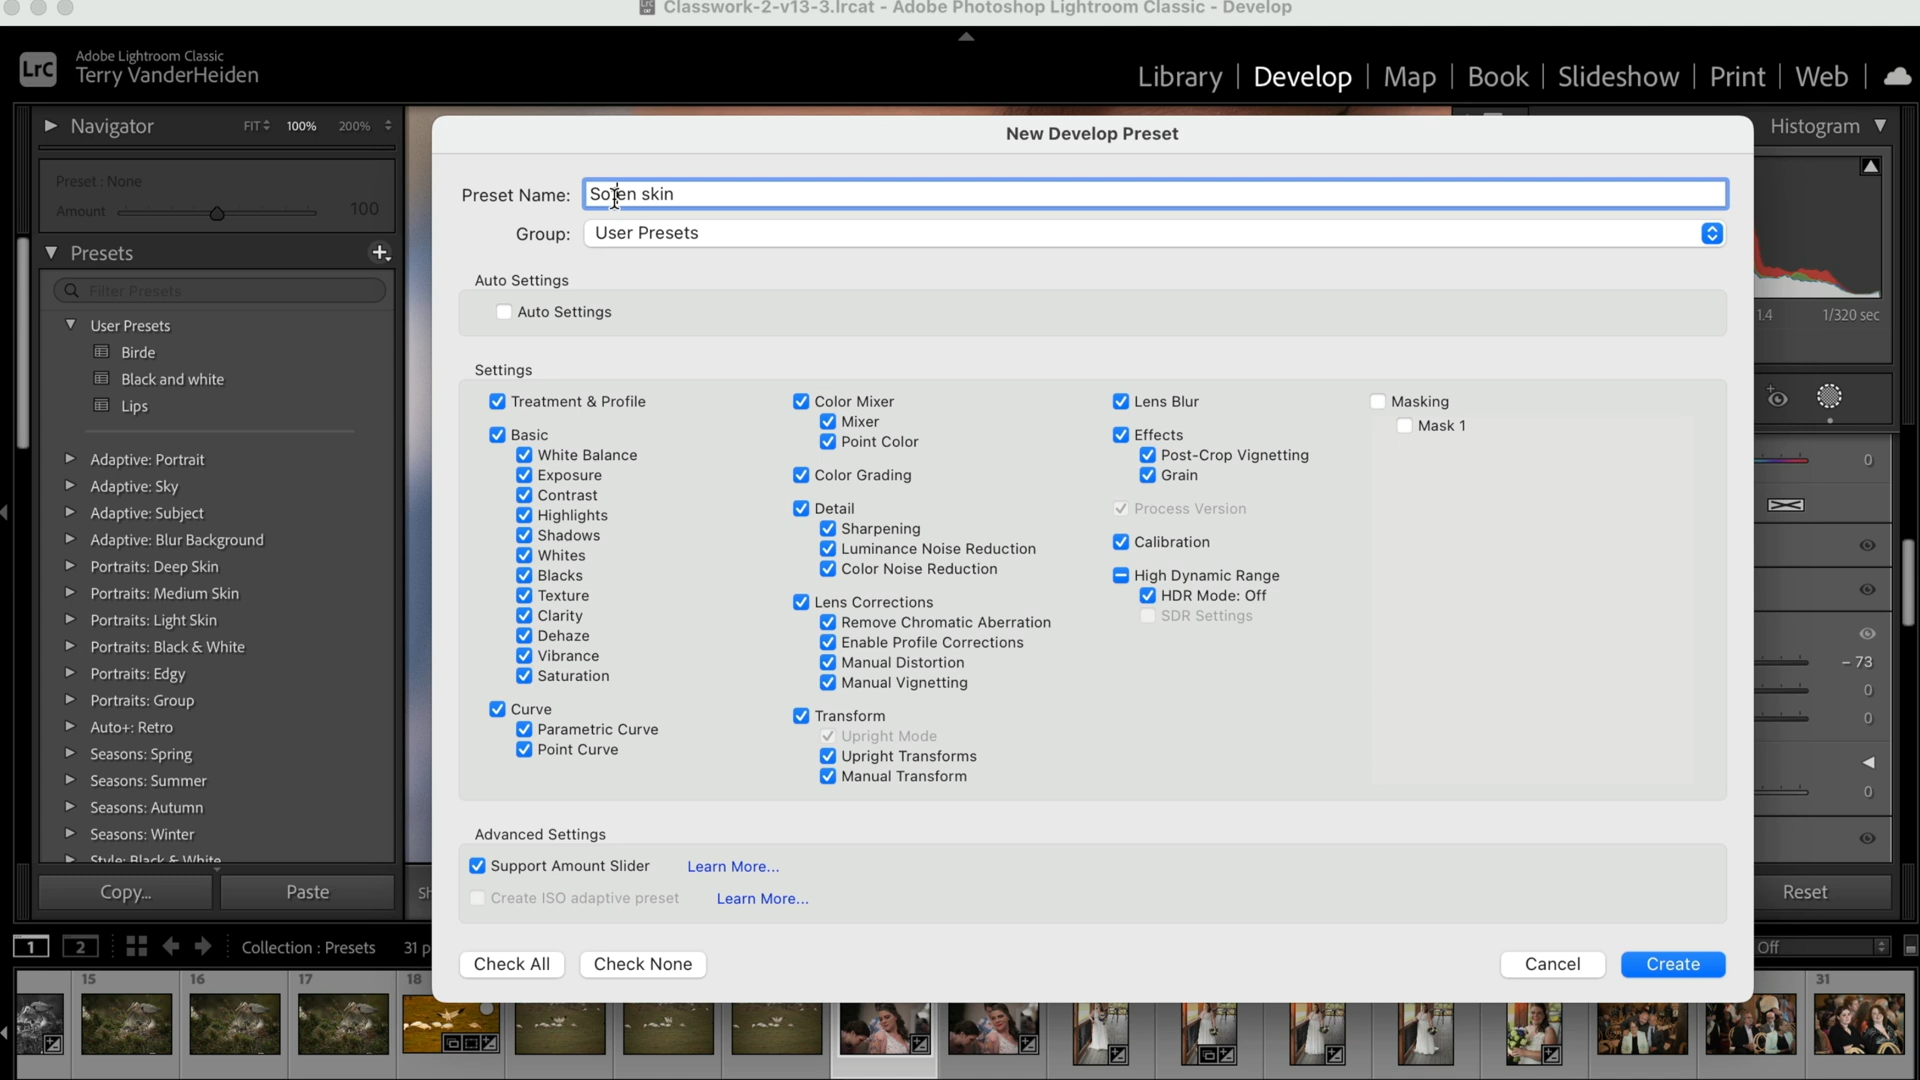 Classwork-2-v13-3.lrcat - Adobe Photoshop Lightroom Classic - Develop
LrC
Adobe Lightroom Classic
Terry VanderHeiden
Library | Develop | Map | Book | Slideshow | Print | Web
Navigator FIT 100% 200%
Preset : None
Amount 100
Presets
Filter Presets
User Presets
Birde
Black and white
Lips
Adaptive: Portrait
Adaptive: Sky
Adaptive: Subject
Adaptive: Blur Background
Portraits: Deep Skin
Portraits: Medium Skin
Portraits: Light Skin
Portraits: Black & White
Portraits: Edgy
Portraits: Group
Auto+: Retro
Seasons: Spring
Seasons: Summer
Seasons: Autumn
Seasons: Winter
Style: Black & White
Copy... Paste
New Develop Preset
Preset Name: skin
Group: User Presets
Auto Settings
Auto Settings
Settings
Treatment & Profile
Basic
White Balance
Exposure
Contrast
Highlights
Shadows
Whites
Blacks
Texture
Clarity
Dehaze
Vibrance
Saturation
Curve
Parametric Curve
Point Curve
Color Mixer
Mixer
Point Color
Color Grading
Detail
Sharpening
Luminance Noise Reduction
Color Noise Reduction
Lens Corrections
Remove Chromatic Aberration
Enable Profile Corrections
Manual Distortion
Manual Vignetting
Transform
Upright Mode
Upright Transforms
Manual Transform
Lens Blur
Effects
Post-Crop Vignetting
Grain
Process Version
Calibration
High Dynamic Range
HDR Mode: Off
SDR Settings
Masking
Mask 1
Advanced Settings
Support Amount Slider Learn More...
Create ISO adaptive preset Learn More...
Check All Check None Cancel Create
Histogram
1.4 1/320 sec
0
- 73
0
0
0
Reset
1 2 Collection : Presets 31 p
Off
15 16 17 18 31